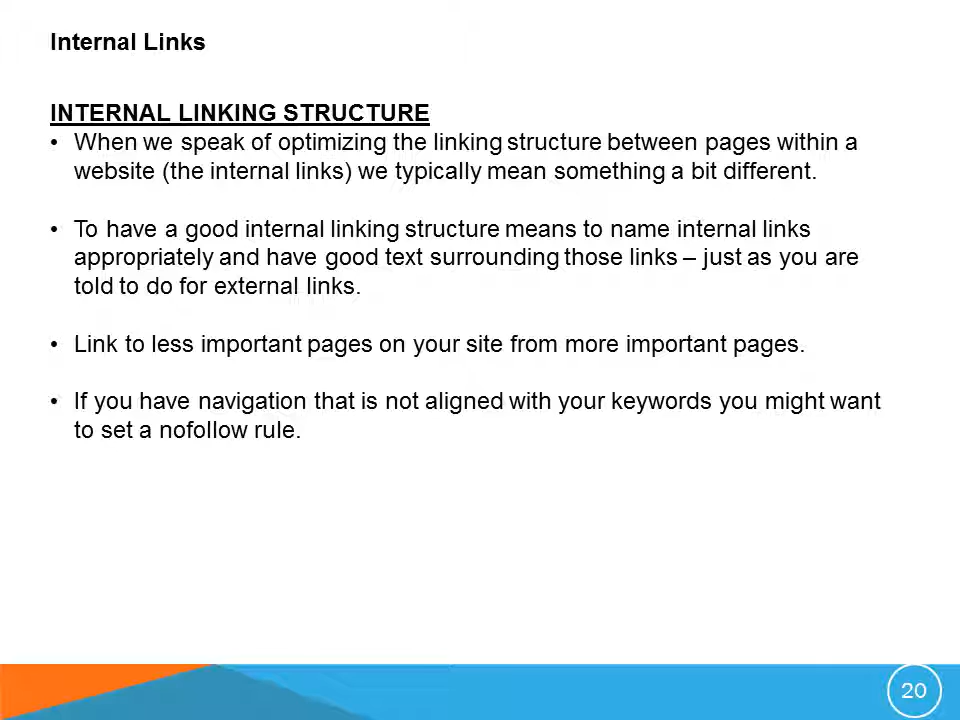 Internal Links
INTERNAL LINKING STRUCTURE
• When we speak of optimizing the linking structure between pages within a
website (the internal links) we typically mean something a bit different.
• To have a good internal linking structure means to name internal links
appropriately and have good text surrounding those links – just as you are
told to do for external links.
• Link to less important pages on your site from more important pages.
• If you have navigation that is not aligned with your keywords you might want
to set a nofollow rule.
20